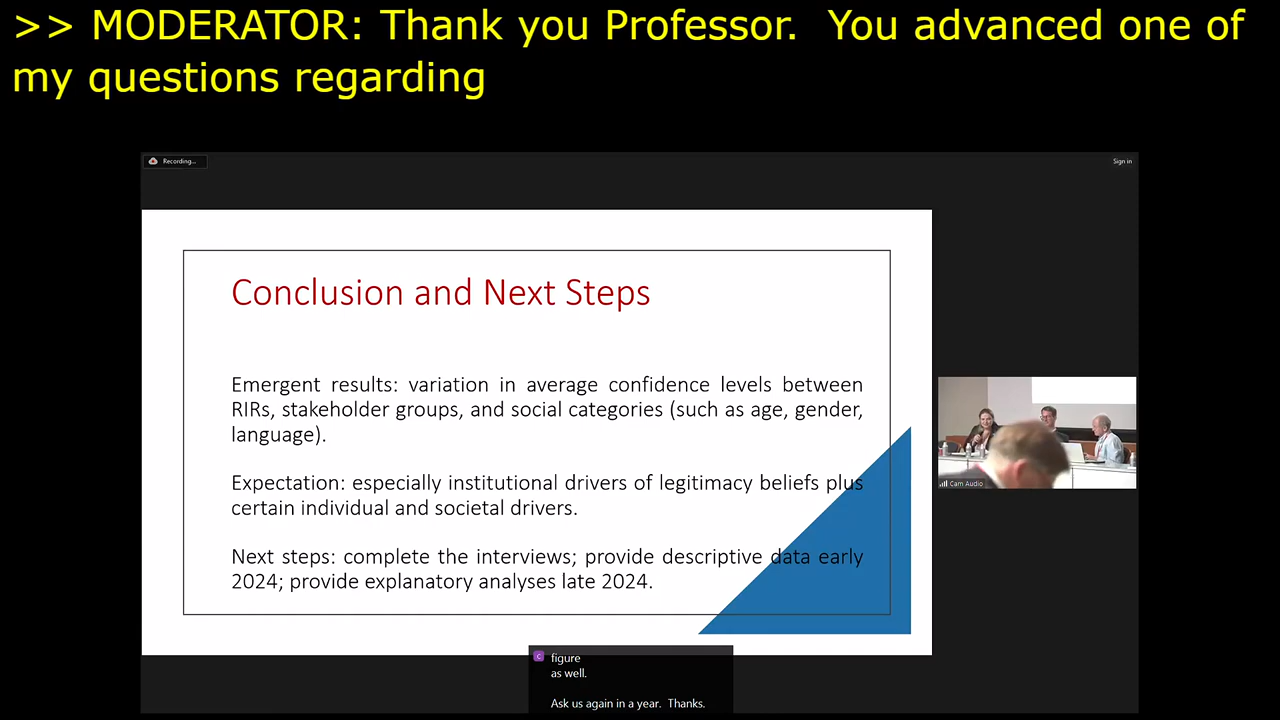 >> MODERATOR: Thank you Professor.  You advanced one of
my questions regarding
Recording...
Sign in
Conclusion and Next Steps
Emergent results: variation in average confidence levels between
RIRs, stakeholder groups, and social categories (such as age, gender,
language).
Expectation: especially institutional drivers of legitimacy beliefs plus
certain individual and societal drivers.
Next steps: complete the interviews; provide descriptive data early
2024; provide explanatory analyses late 2024.
Cam Audio
C
figure
as well.
Ask us again in a year.  Thanks.